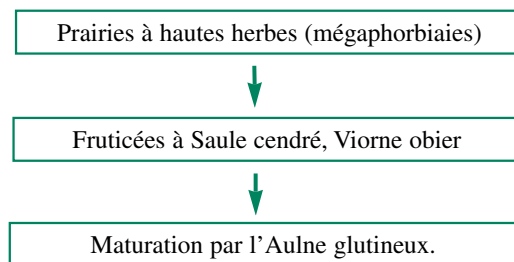 Prairies à hautes herbes (mégaphorbiaies)
Fruticées à Saule cendré, Viorne obier
Maturation par l'Aulne glutineux.